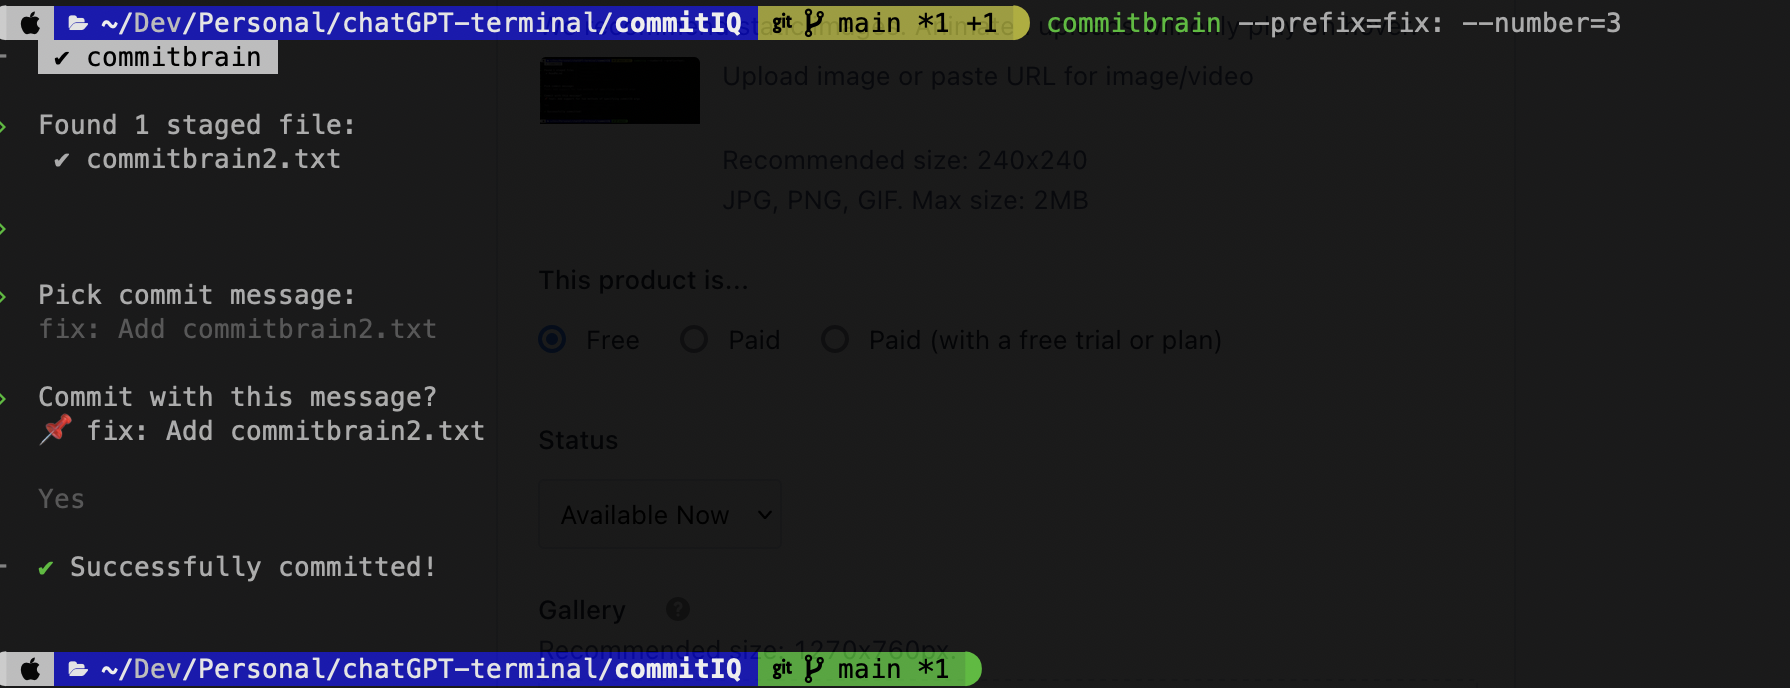 ~/Dev/Personal/chatGPT-terminal/commitIQ git main *1 +1 commitbrain --prefix=fix: --number=3
✔ commitbrain
Upload image or paste URL for image/video
Found 1 staged file:
✔ commitbrain2.txt
Recommended size: 240x240
JPG, PNG, GIF. Max size: 2MB
This product is...
Pick commit message:
fix: Add commitbrain2.txt
Free Paid Paid (with a free trial or plan)
Commit with this message?
📌 fix: Add commitbrain2.txt
Status
Yes
Available Now
✔ Successfully committed!
Gallery ?
Recommended size: 1270x760px.
~/Dev/Personal/chatGPT-terminal/commitIQ git main *1